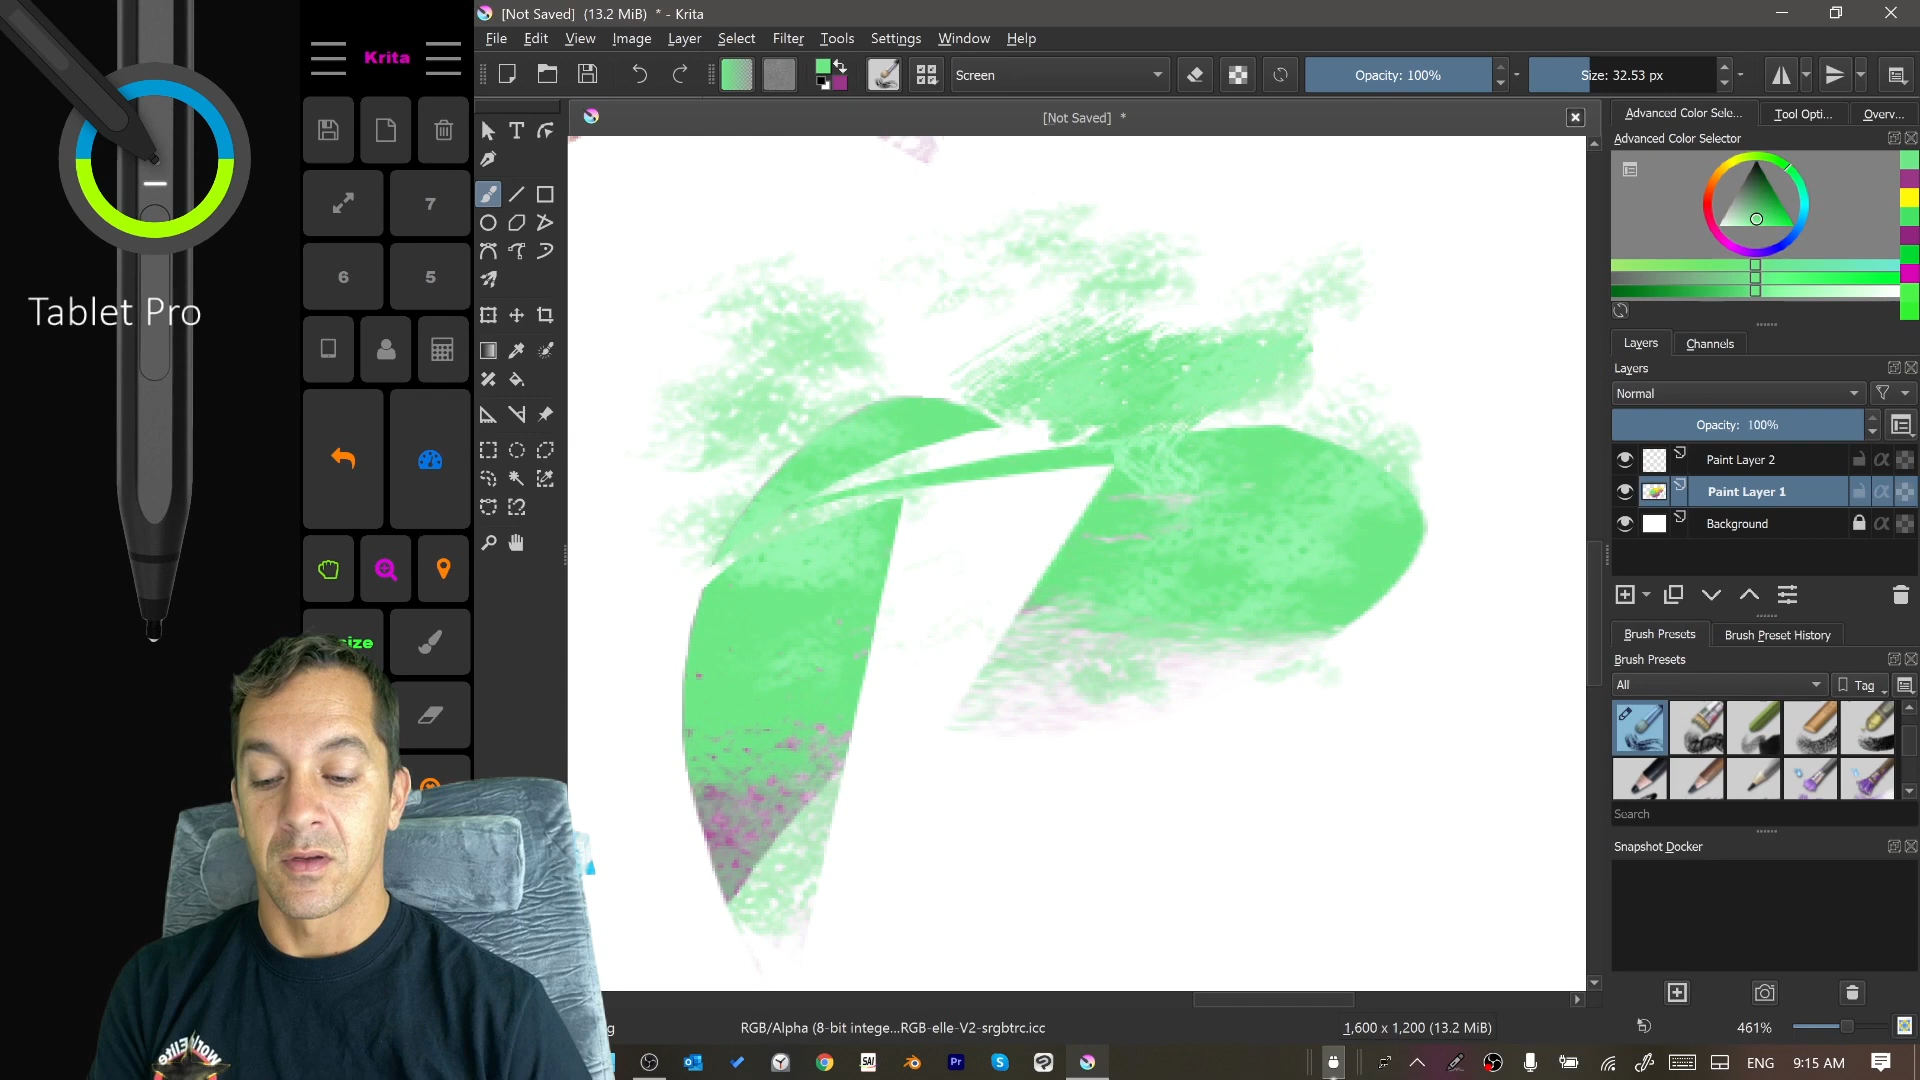 [Not Saved]  (13.2 MiB)  * - Krita
File Edit View Image Layer Select Filter Tools Settings Window Help
Krita
Screen
Opacity: 100%
Size: 32.53 px
[Not Saved]  *
Advanced Color Sele...
Tool Opti...
Overv...
Advanced Color Selector
7
6
5
Tablet Pro
Layers
Channels
Layers
Normal
Opacity:  100%
Paint Layer 2
Paint Layer 1
Background
Brush Presets
Brush Preset History
Brush Presets
All
Tag
Search
Snapshot Docker
RGB/Alpha (8-bit intege...RGB-elle-V2-srgbtrc.icc
1,600 x 1,200 (13.2 MiB)
461%
SAI
Pr
ENG
9:15 AM